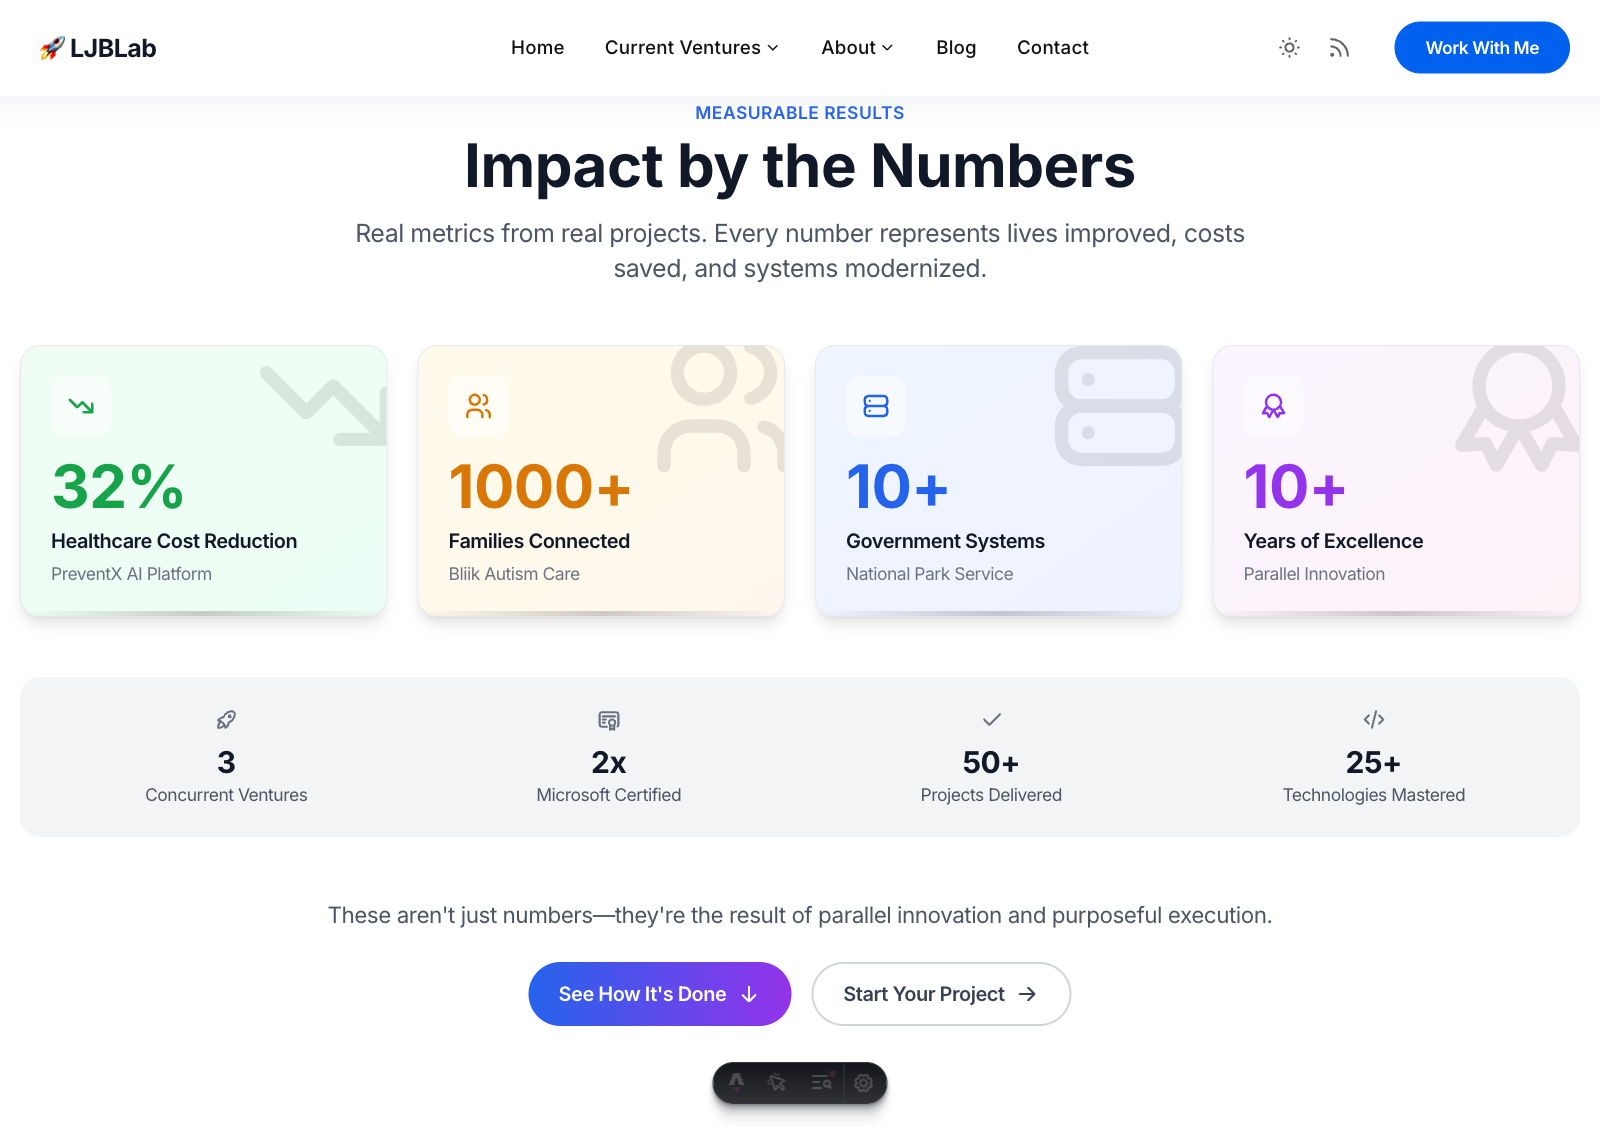 🚀 LJBLab
Home
Current Ventures
About
Blog
Contact
Work With Me
MEASURABLE RESULTS
Impact by the Numbers
Real metrics from real projects. Every number represents lives improved, costs
saved, and systems modernized.
32%
Healthcare Cost Reduction
PreventX AI Platform
1000+
Families Connected
Bliik Autism Care
10+
Government Systems
National Park Service
10+
Years of Excellence
Parallel Innovation
3
Concurrent Ventures
2x
Microsoft Certified
50+
Projects Delivered
25+
Technologies Mastered
These aren't just numbers—they're the result of parallel innovation and purposeful execution.
See How It's Done
Start Your Project